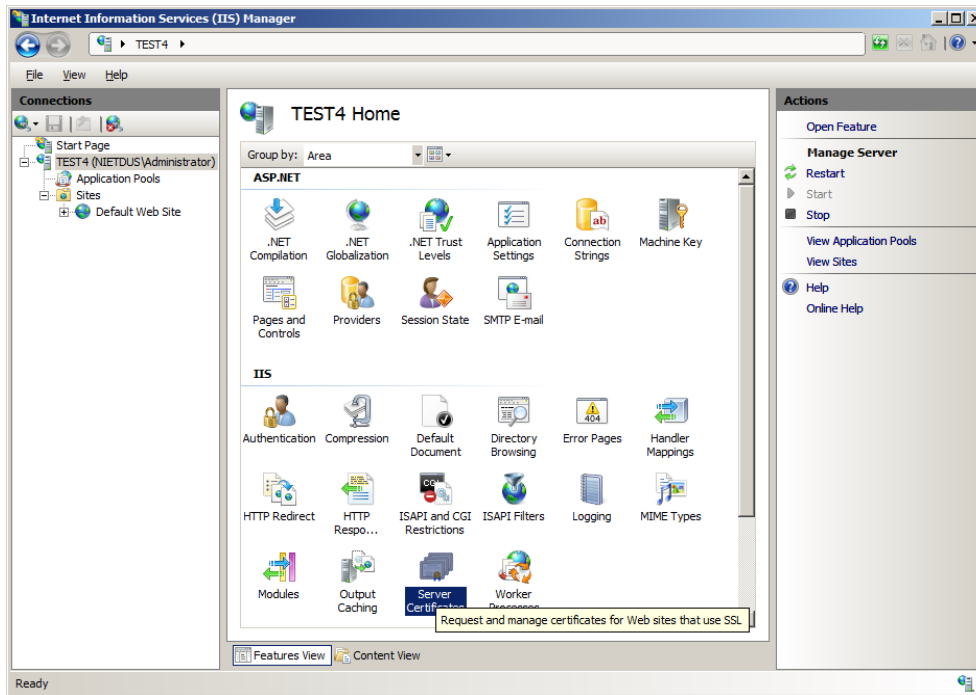 Internet Information Services (IIS) Manager
TEST4
File View Help
Connections
Start Page
TEST4 (NIETDUS\Administrator)
Application Pools
Sites
Default Web Site
TEST4 Home
Group by: Area
ASP.NET
.NET Compilation
.NET Globalization
.NET Trust Levels
Application Settings
Connection Strings
Machine Key
ab
Pages and Controls
Providers
Session State
SMTP E-mail
IIS
Authentication
Compression
Default Document
Directory Browsing
404
Error Pages
Handler Mappings
HTTP Redirect
HTTP Respo...
CGI
ISAPI and CGI Restrictions
ISAPI Filters
Logging
MIME Types
Modules
Output Caching
Server Certificates
Worker Processes
Request and manage certificates for Web sites that use SSL
Features View
Content View
Actions
Open Feature
Manage Server
Restart
Start
Stop
View Application Pools
View Sites
Help
Online Help
Ready